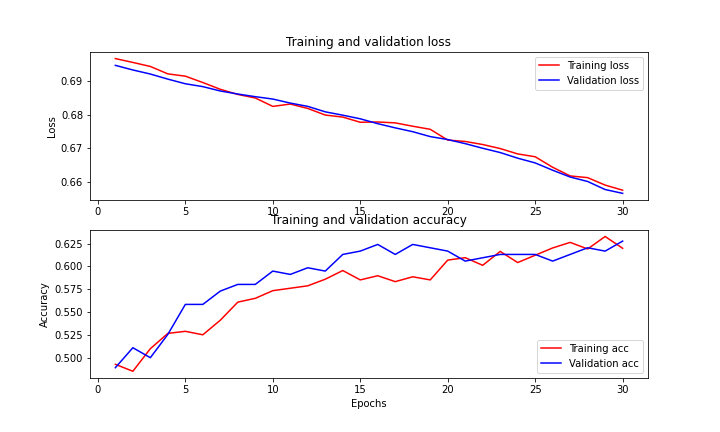 Training and validation loss
Loss
0.69
0.68
0.67
0.66
Training loss
Validation loss
0 5 10 15 20 25 30
Training and validation accuracy
Accuracy
0.625
0.600
0.575
0.550
0.525
0.500
Training acc
Validation acc
0 5 10 15 20 25 30
Epochs